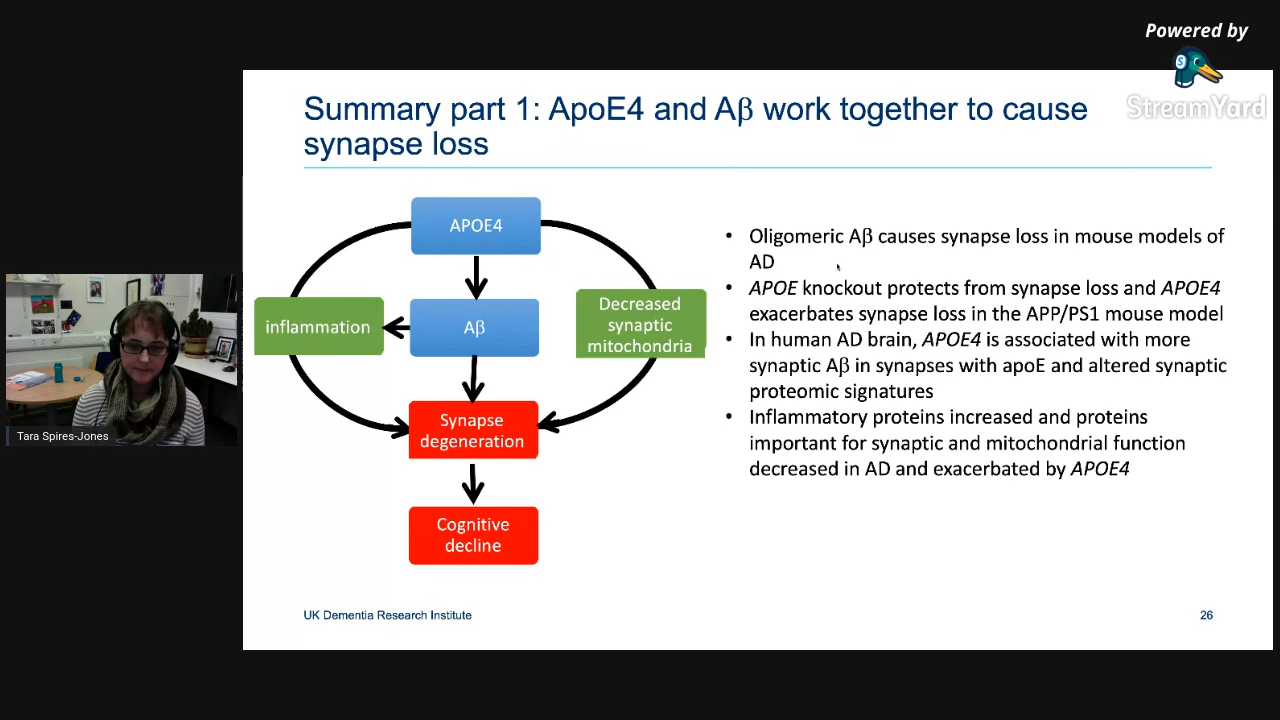 Powered by
StreamYard
Summary part 1: ApoE4 and Aβ work together to cause
synapse loss
APOE4
inflammation
Aβ
Decreased
synaptic
mitochondria
Synapse
degeneration
Cognitive
decline
• Oligomeric Aβ causes synapse loss in mouse models of
AD
• APOE knockout protects from synapse loss and APOE4
exacerbates synapse loss in the APP/PS1 mouse model
• In human AD brain, APOE4 is associated with more
synaptic Aβ in synapses with apoE and altered synaptic
proteomic signatures
• Inflammatory proteins increased and proteins
important for synaptic and mitochondrial function
decreased in AD and exacerbated by APOE4
Tara Spires-Jones
UK Dementia Research Institute
26